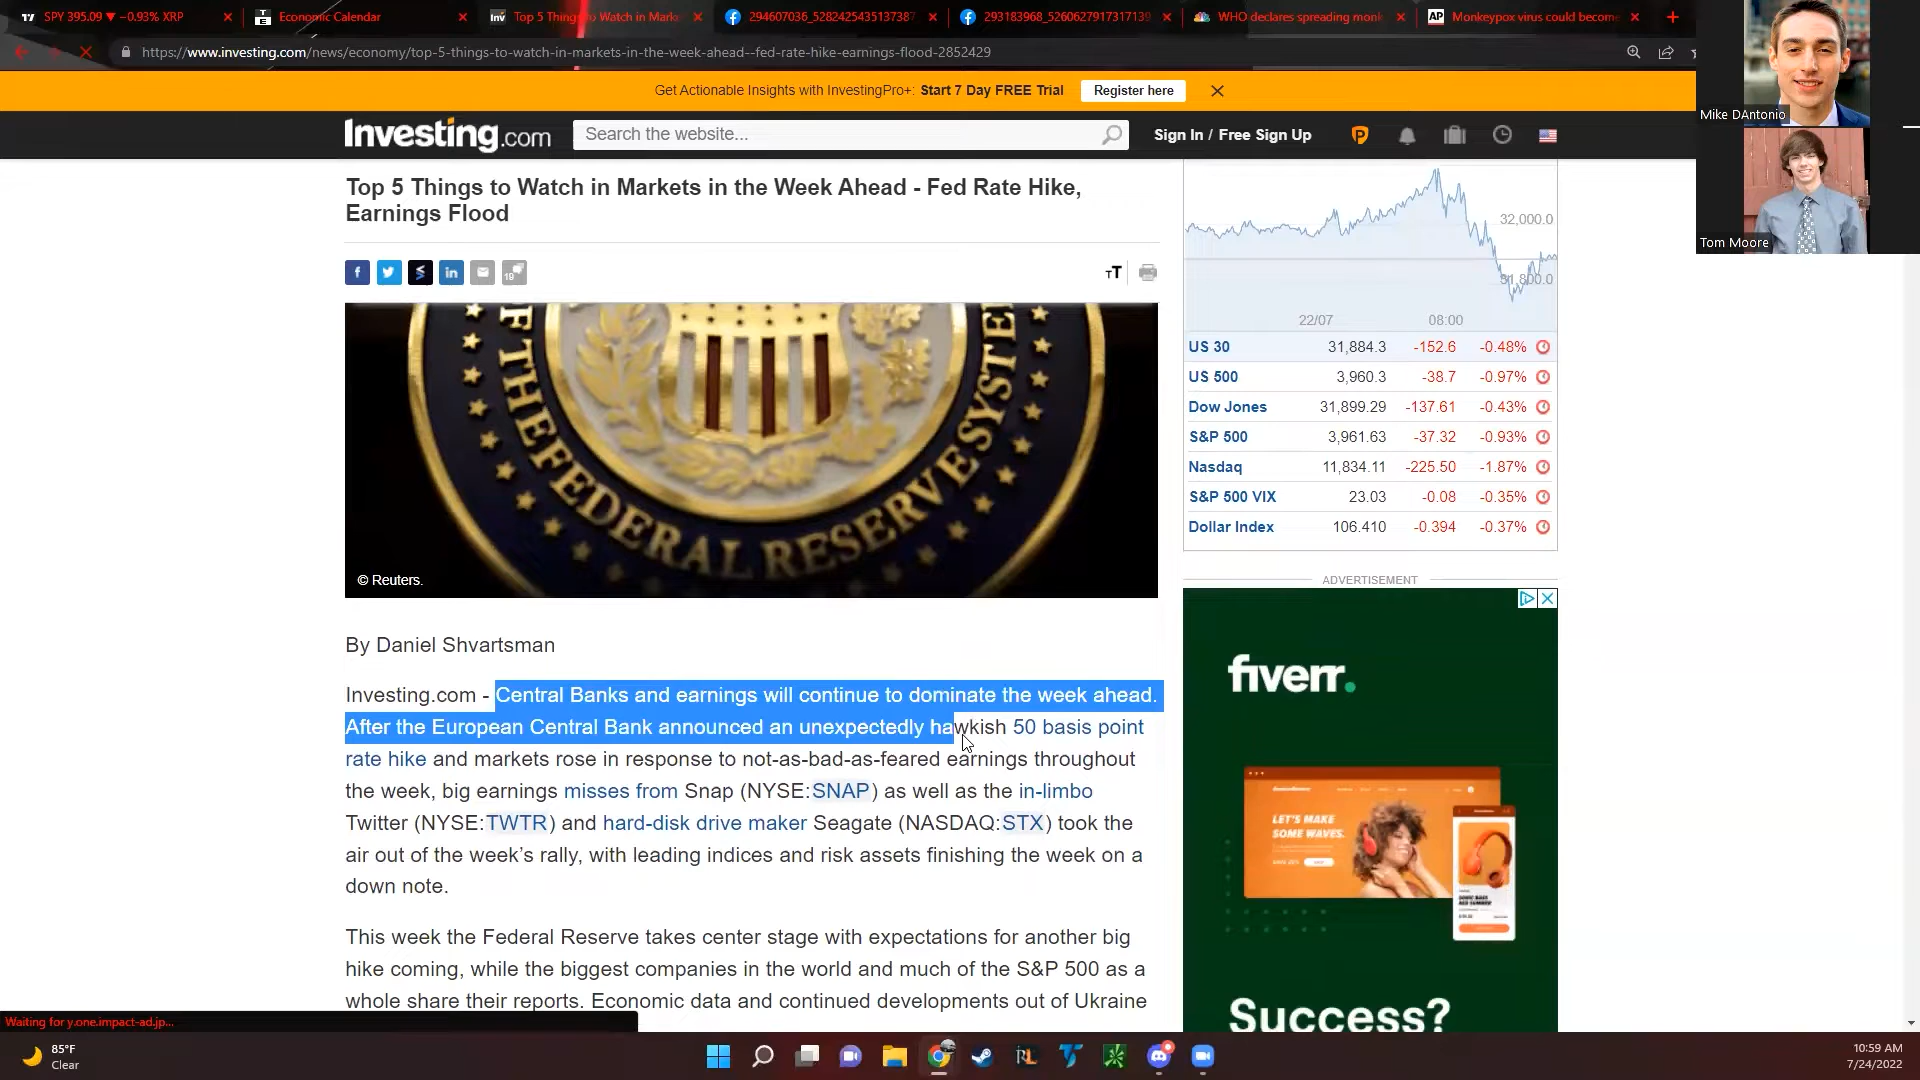 SPY 395.09 ▼ −0.93% XRP
Economic Calendar
Inv
Top 5 Things to Watch in Mark
294607036_5282425435137387
293183968_5260627917317139
WHO declares spreading monk
AP
Monkeypox virus could become
https://www.investing.com/news/economy/top-5-things-to-watch-in-markets-in-the-week-ahead--fed-rate-hike-earnings-flood-2852429
Get Actionable Insights with InvestingPro+: Start 7 Day FREE Trial
Register here
Investing.com
Search the website...
Sign In / Free Sign Up
Mike DAntonio
Tom Moore
Top 5 Things to Watch in Markets in the Week Ahead - Fed Rate Hike,
Earnings Flood
19
TT
F THE FEDERAL RESERVE SYSTE
© Reuters.
32,000.0
31,800.0
22/07
08:00
US 30 31,884.3 -152.6 -0.48%
US 500 3,960.3 -38.7 -0.97%
Dow Jones 31,899.29 -137.61 -0.43%
S&P 500 3,961.63 -37.32 -0.93%
Nasdaq 11,834.11 -225.50 -1.87%
S&P 500 VIX 23.03 -0.08 -0.35%
Dollar Index 106.410 -0.394 -0.37%
ADVERTISEMENT
fiverr.
LET'S MAKE
SOME WAVES.
Success?
By Daniel Shvartsman
Investing.com - Central Banks and earnings will continue to dominate the week ahead.
After the European Central Bank announced an unexpectedly hawkish 50 basis point
rate hike and markets rose in response to not-as-bad-as-feared earnings throughout
the week, big earnings misses from Snap (NYSE:SNAP) as well as the in-limbo
Twitter (NYSE:TWTR) and hard-disk drive maker Seagate (NASDAQ:STX) took the
air out of the week's rally, with leading indices and risk assets finishing the week on a
down note.
This week the Federal Reserve takes center stage with expectations for another big
hike coming, while the biggest companies in the world and much of the S&P 500 as a
whole share their reports. Economic data and continued developments out of Ukraine
Waiting for y.one.impact-ad.jp...
85°F
Clear
10:59 AM
7/24/2022